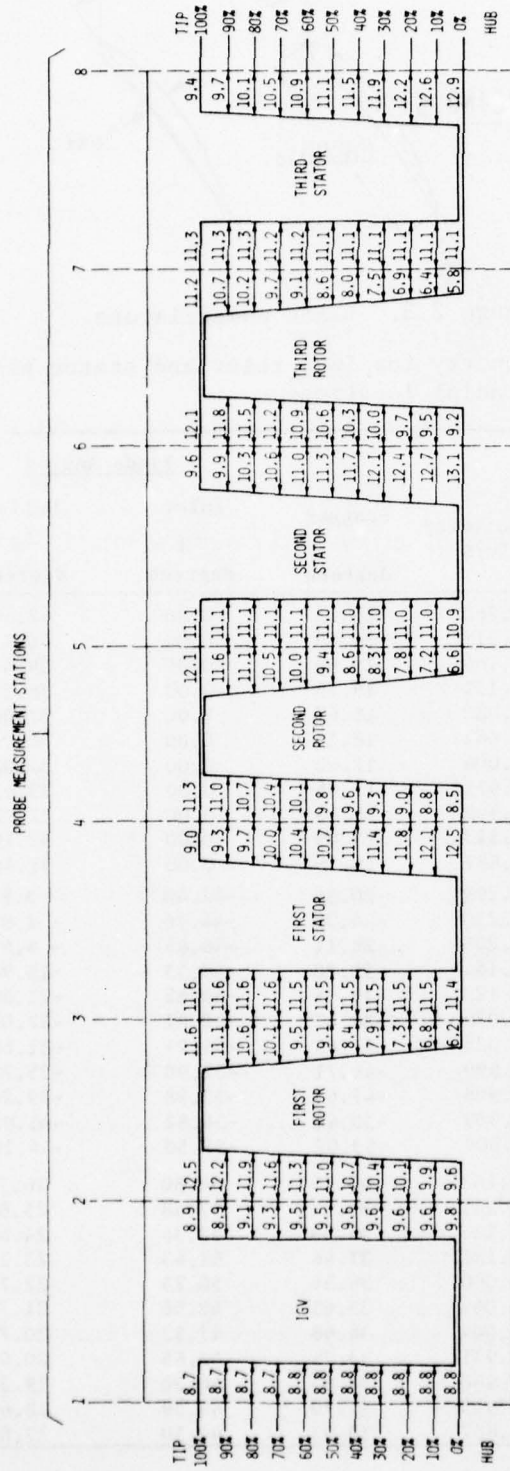 PROBE MEASUREMENT STATIONS
1 2 3 4 5 6 7 8
TIP TIP
100% 8.7 8.9 12.5 11.6 11.6 9.0 11.3 12.1 11.1 9.6 12.1 11.2 11.3 9.4 100%
90% 8.7 8.9 12.2 11.1 11.6 9.3 11.0 11.6 11.1 9.9 11.8 10.7 11.3 9.7 90%
80% 8.7 9.1 11.9 10.6 11.6 9.7 10.7 11.1 11.1 10.3 11.5 10.2 11.3 10.1 80%
70% 8.7 9.3 11.6 10.1 11.6 10.0 10.4 10.5 11.1 10.6 11.2 9.7 11.2 10.5 70%
60% 8.8 9.5 11.3 9.5 11.5 10.4 10.1 10.0 11.1 11.0 10.9 9.1 11.2 10.9 60%
50% 8.8 9.5 11.0 9.1 11.5 10.7 9.8 9.4 11.0 11.3 10.6 8.6 11.1 11.1 50%
40% 8.8 9.6 10.7 8.4 11.5 11.1 9.6 8.6 11.0 11.7 10.3 8.0 11.1 11.5 40%
30% 8.8 9.6 10.4 7.9 11.5 11.4 9.3 8.3 11.0 12.1 10.0 7.5 11.1 11.9 30%
20% 8.8 9.6 10.1 7.3 11.5 11.8 9.0 7.8 11.0 12.4 9.7 6.9 11.1 12.2 20%
10% 8.8 9.6 9.9 6.8 11.5 12.1 8.8 7.2 11.0 12.7 9.5 6.4 11.1 12.6 10%
0% 8.8 9.8 9.6 6.2 11.4 12.5 8.5 6.6 10.9 13.1 9.2 5.8 11.1 12.9 0%
HUB HUB
IGV
FIRST
ROTOR
FIRST
STATOR
SECOND
ROTOR
SECOND
STATOR
THIRD
ROTOR
THIRD
STATOR